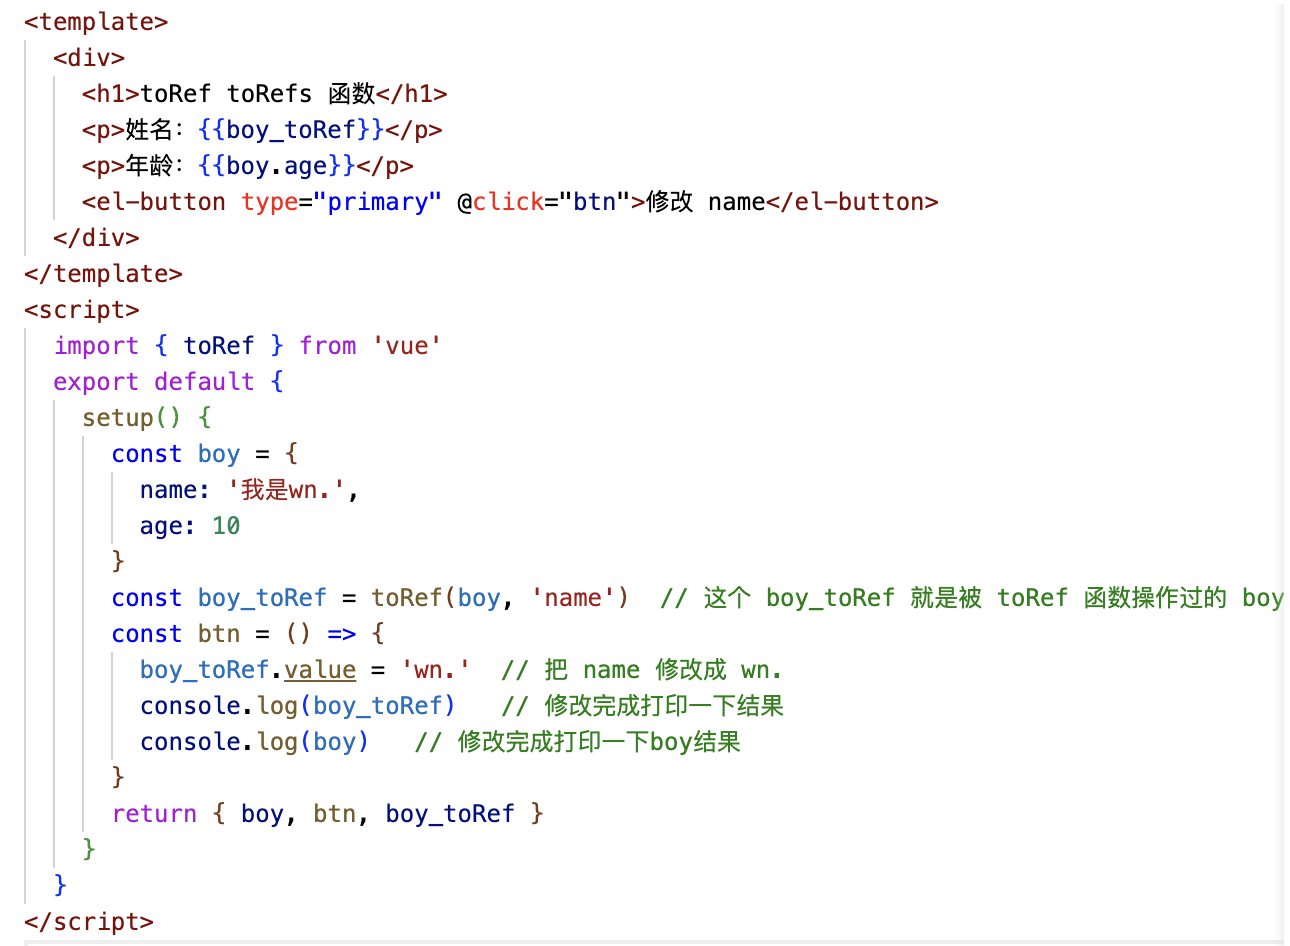 <template>
  <div>
    <h1>toRef toRefs 函数</h1>
    <p>姓名：{{boy_toRef}}</p>
    <p>年龄：{{boy.age}}</p>
    <el-button type="primary" @click="btn">修改 name</el-button>
  </div>
</template>
<script>
  import { toRef } from 'vue'
  export default {
    setup() {
      const boy = {
        name: '我是wn.',
        age: 10
      }
      const boy_toRef = toRef(boy, 'name')  // 这个 boy_toRef 就是被 toRef 函数操作过的 boy
      const btn = () => {
        boy_toRef.value = 'wn.'  // 把 name 修改成 wn.
        console.log(boy_toRef)   // 修改完成打印一下结果
        console.log(boy)   // 修改完成打印一下boy结果
      }
      return { boy, btn, boy_toRef }
    }
  }
</script>